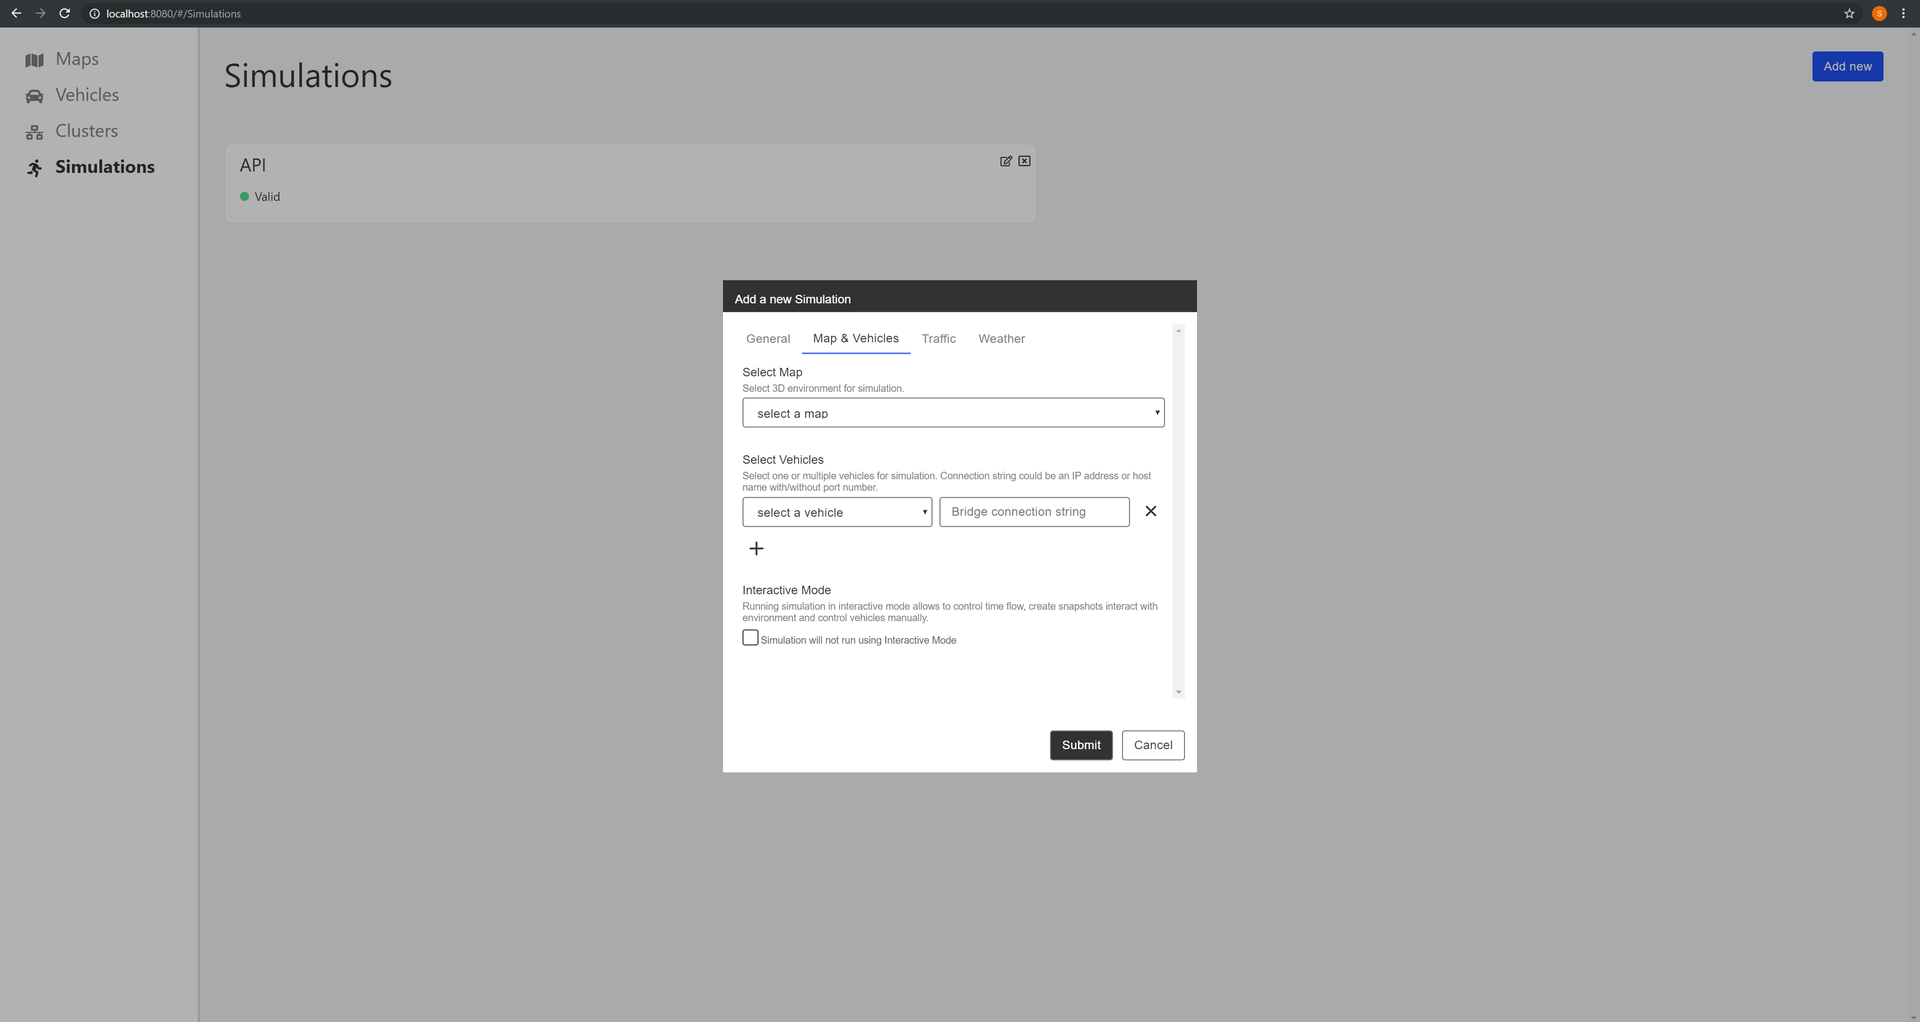 localhost:8080/#/Simulations
S
Maps
Vehicles
Clusters
Simulations
Simulations
Add new
API
Valid
Add a new Simulation
General Map & Vehicles Traffic Weather
Select Map
Select 3D environment for simulation.
select a map
Select Vehicles
Select one or multiple vehicles for simulation. Connection string could be an IP address or host
name with/without port number.
select a vehicle Bridge connection string
Interactive Mode
Running simulation in interactive mode allows to control time flow, create snapshots interact with
environment and control vehicles manually.
Simulation will not run using Interactive Mode
Submit Cancel